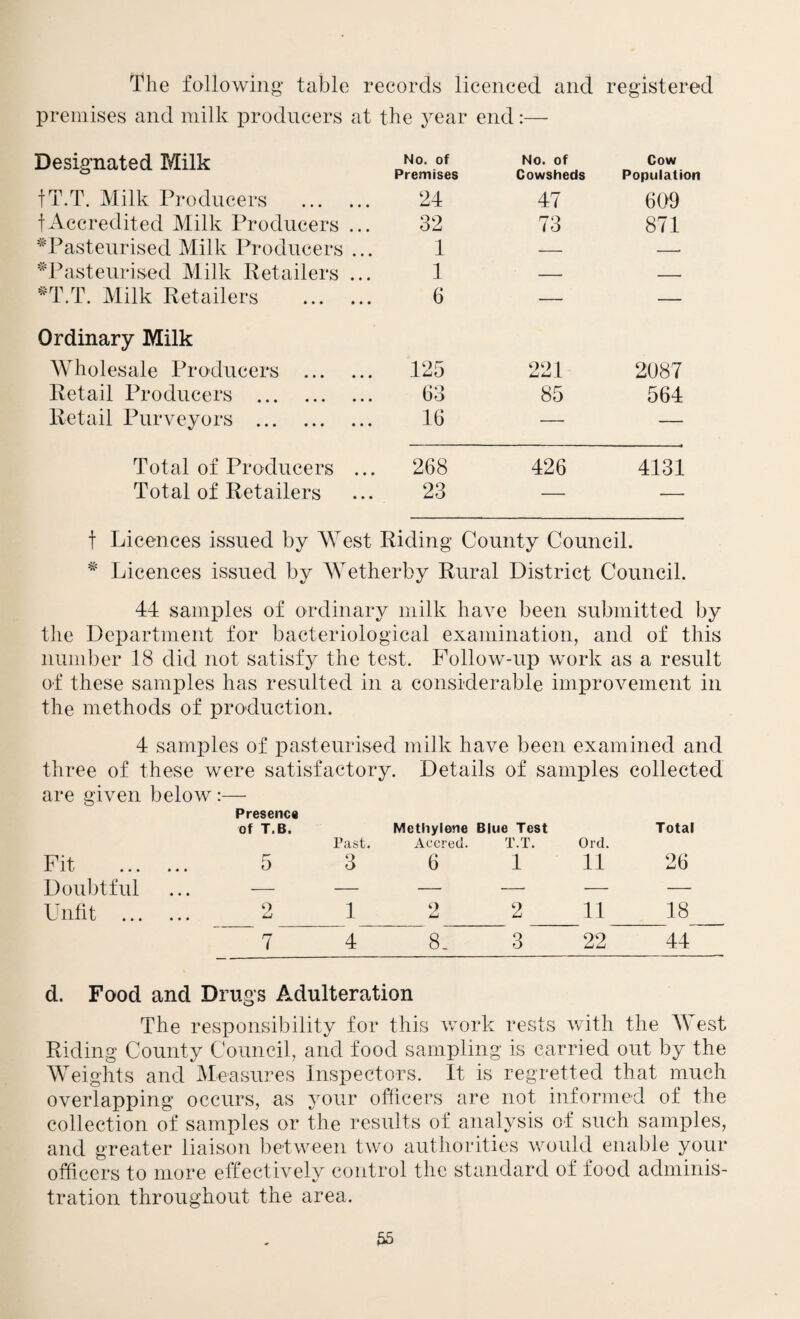 The following table records licenced and registered
premises and milk producers at the year end:—
Designated Milk No. of Premises No. of Cowsheds Cow Population
†T.T. Milk Producers ... ... 24 47 609
†Accredited Milk Producers ... 32 73 871
*Pasteurised Milk Producers ... 1 — —
*Pasteurised Milk Retailers ... 1 — —
*T.T. Milk Retailers ... ... 6 — —
Ordinary Milk
Wholesale Producers ... ... 125 221 2087
Retail Producers ... ... ... 63 85 564
Retail Purveyors ... ... ... 16 — —
Total of Producers ... 268 426 4131
Total of Retailers ... 23 — —
† Licences issued by West Riding County Council.
* Licences issued by Wetherby Rural District Council.
44 samples of ordinary milk have been submitted by
the Department for bacteriological examination, and of this
number 18 did not satisfy the test. Follow-up work as a result
of these samples has resulted in a considerable improvement in
the methods of production.
4 samples of pasteurised milk have been examined and
three of these were satisfactory. Details of samples collected
are given below:—
Presence
of T.B. Methylene Blue Test Total
Past. Accred. T.T. Ord.
Fit ... ... 5 3 6 1 11 26
Doubtful ... — — — — — —
Unfit ... ... 2 1 2 2 11 18
7 4 8. 3 22 44
d. Food and Drugs Adulteration
The responsibility for this work rests with the West
Riding County Council, and food sampling is carried out by the
Weights and Measures Inspectors. It is regretted that much
overlapping occurs, as your officers are not informed of the
collection of samples or the results of analysis of such samples,
and greater liaison between two authorities would enable your
officers to more effectively control the standard of food adminis-
tration throughout the area.
55